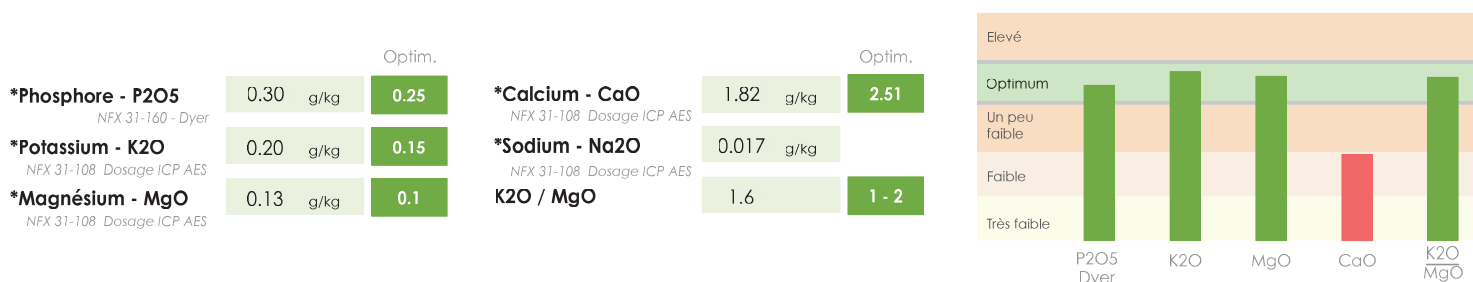 Optim.
*Phosphore - P2O5 0.30 g/kg 0.25
NFX 31-160 - Dyer
*Potassium - K2O 0.20 g/kg 0.15
NFX 31-108 Dosage ICP AES
*Magnésium - MgO 0.13 g/kg 0.1
NFX 31-108 Dosage ICP AES
Optim.
*Calcium - CaO 1.82 g/kg 2.51
NFX 31-108 Dosage ICP AES
*Sodium - Na2O 0.017 g/kg
NFX 31-108 Dosage ICP AES
K2O / MgO 1.6 1 - 2
Elevé
Optimum
Un peu
faible
Faible
Très faible
P2O5
Dyer
K2O
MgO
CaO
K2O
MgO